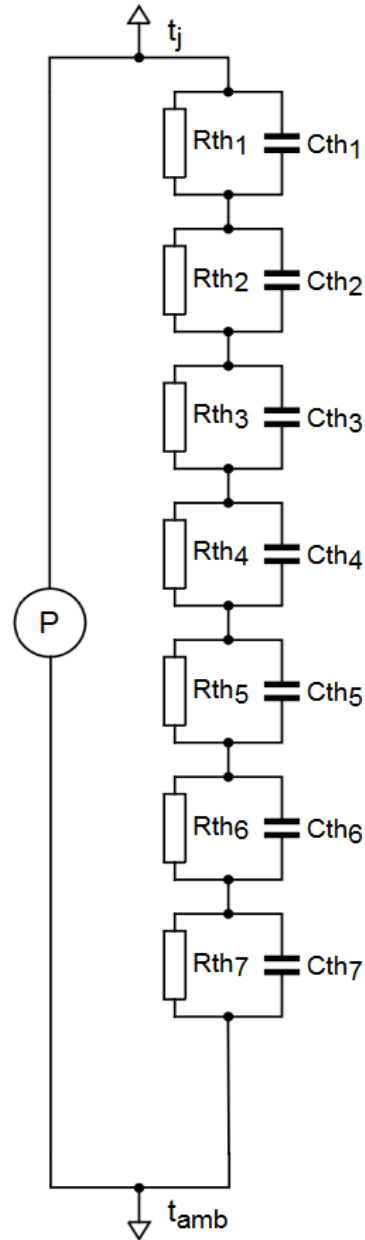 tj
Rth1 Cth1
Rth2 Cth2
Rth3 Cth3
Rth4 Cth4
P
Rth5 Cth5
Rth6 Cth6
Rth7 Cth7
tamb